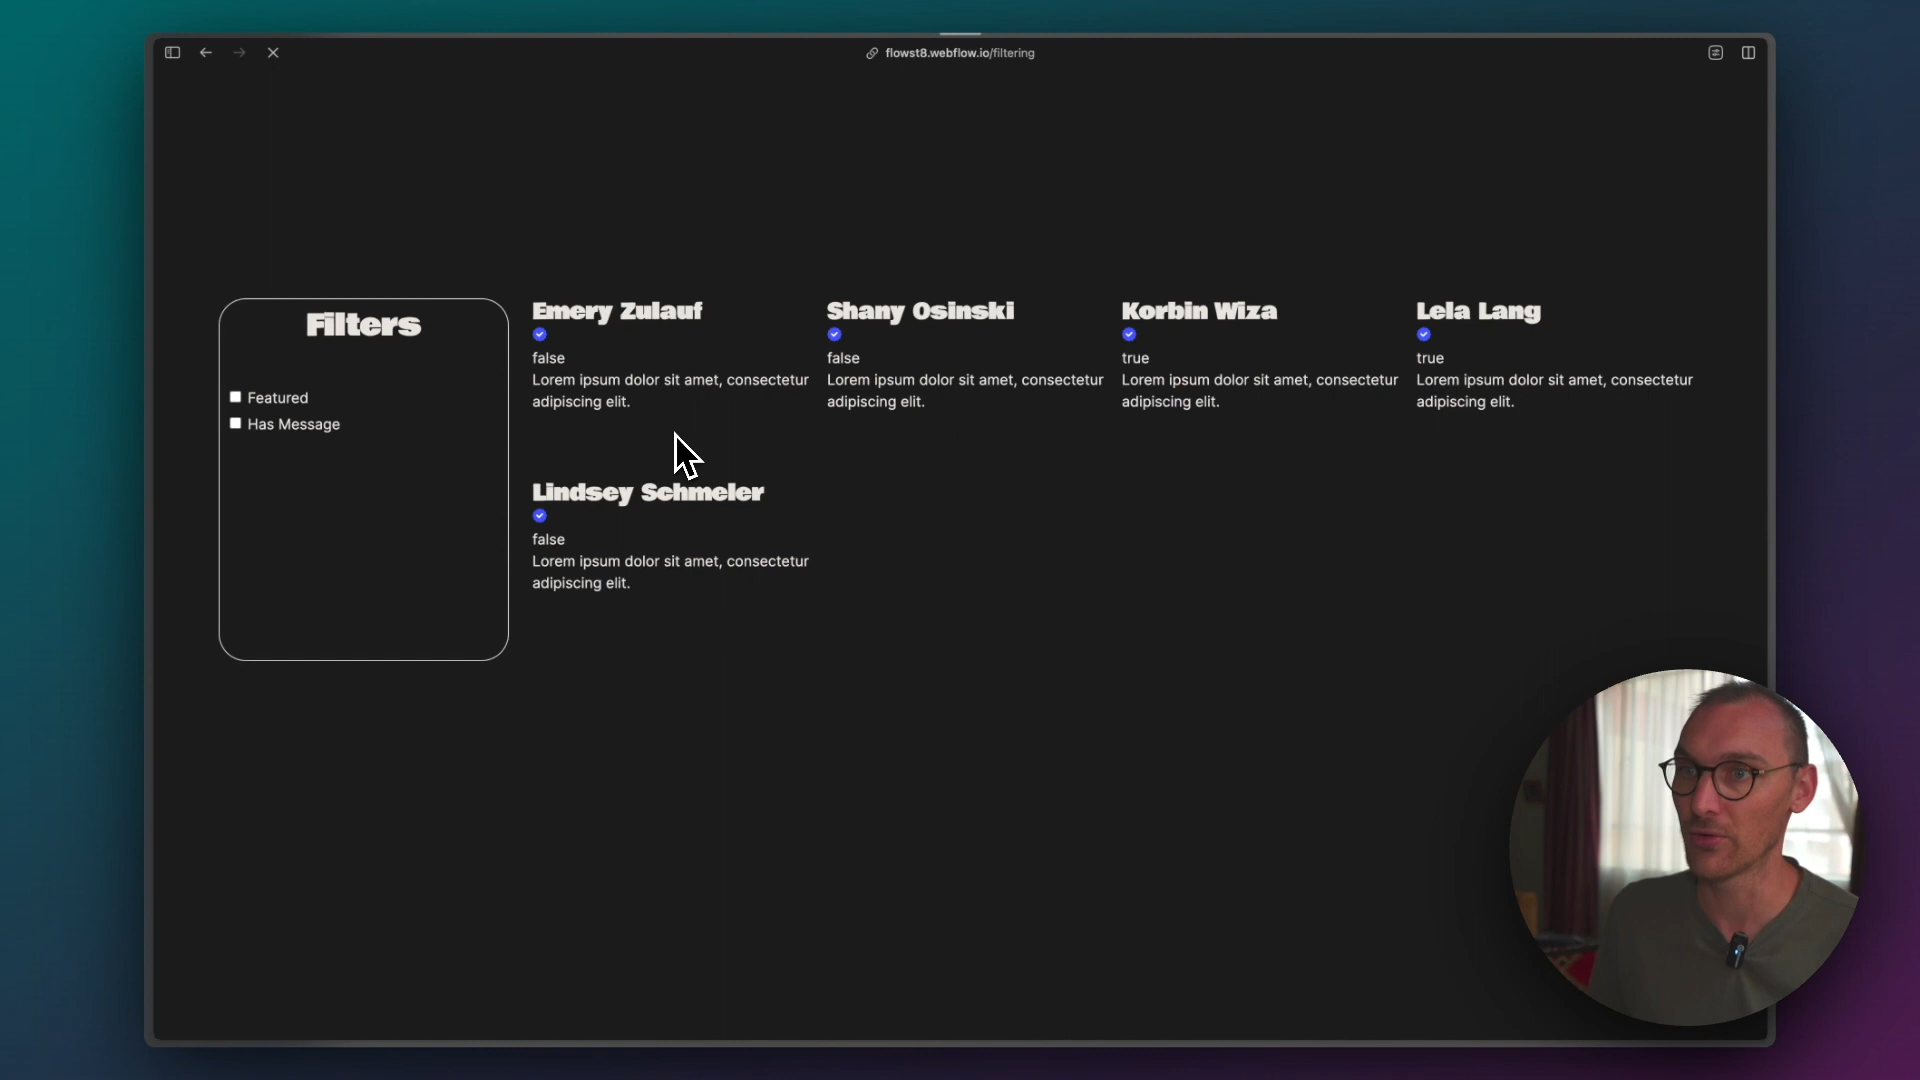 flowst8.webflow.io/filtering
Filters
Featured
Has Message
Emery Zulauf
false
Lorem ipsum dolor sit amet, consectetur
adipiscing elit.
Shany Osinski
false
Lorem ipsum dolor sit amet, consectetur
adipiscing elit.
Korbin Wiza
true
Lorem ipsum dolor sit amet, consectetur
adipiscing elit.
Lela Lang
true
Lorem ipsum dolor sit amet, consectetur
adipiscing elit.
Lindsey Schmeler
false
Lorem ipsum dolor sit amet, consectetur
adipiscing elit.